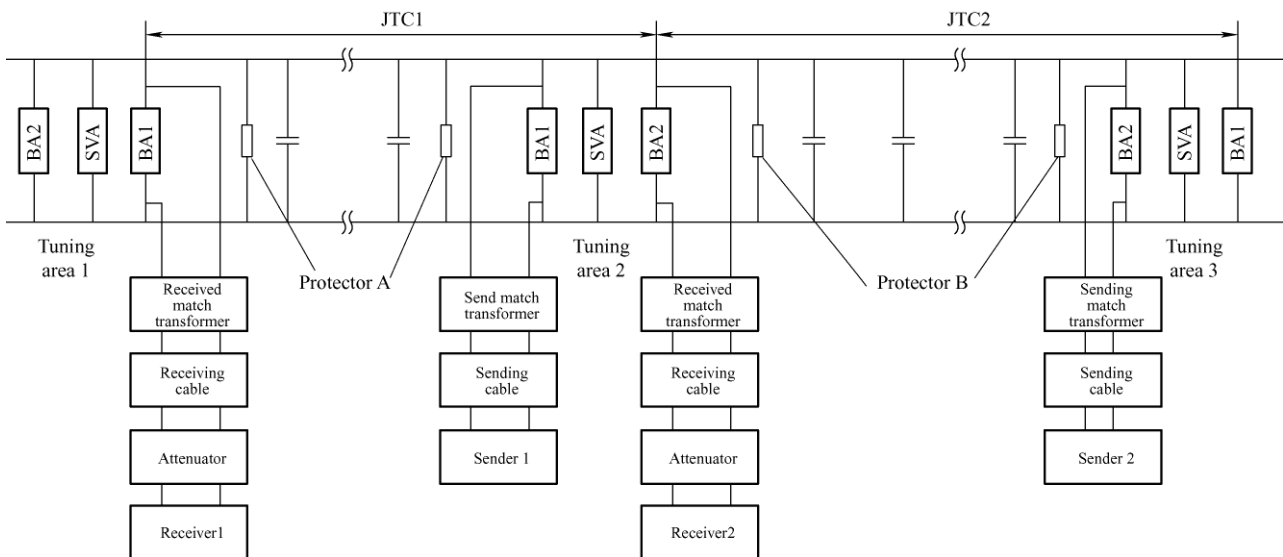 JTC1
JTC2
BA2
SVA
BA1
BA1
SVA
BA2
BA2
SVA
BA1
Tuning
area 1
Protector A
Tuning
area 2
Protector B
Tuning
area 3
Received
match
transformer
Send match
transformer
Received
match
transformer
Sending
match
transformer
Receiving
cable
Sending
cable
Receiving
cable
Sending
cable
Attenuator
Sender 1
Attenuator
Sender 2
Receiver1
Receiver2